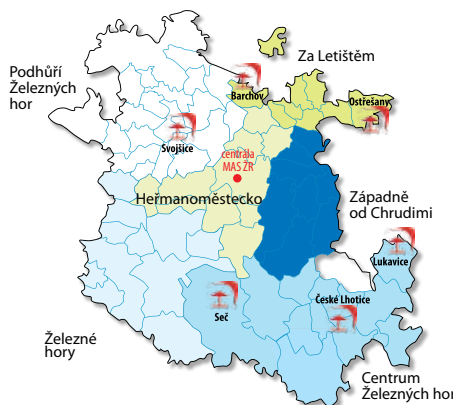 Za Letištěm
Podhůří
Železných
hor
Barchov
Ostřešany
Svojšice
centrála
MAS ŽR
Heřmanoměstecko
Západně
od Chrudimi
Lukavice
České Lhotice
Seč
Železné
hory
Centrum
Železných hor